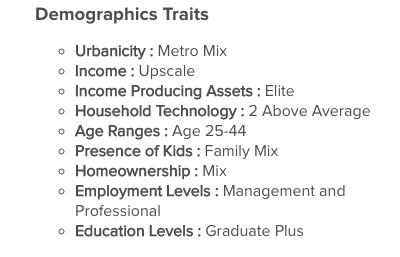 Demographics Traits
Urbanicity : Metro Mix
Income : Upscale
Income Producing Assets : Elite
Household Technology : 2 Above Average
Age Ranges : Age 25-44
Presence of Kids : Family Mix
Homeownership : Mix
Employment Levels : Management and
Professional
Education Levels : Graduate Plus